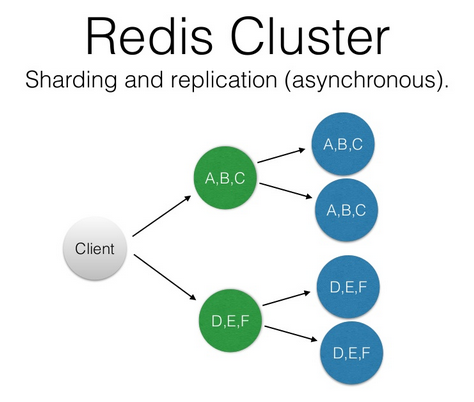 Redis Cluster
Sharding and replication (asynchronous).
A,B,C
A,B,C
A,B,C
Client
D,E,F
D,E,F
D,E,F